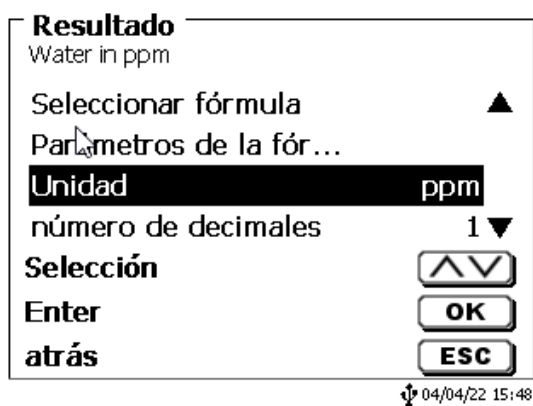 Resultado
Water in ppm
Seleccionar fórmula
Parámetros de la fór...
Unidad ppm
número de decimales 1
Selección
Enter OK
atrás ESC
04/04/22 15:48